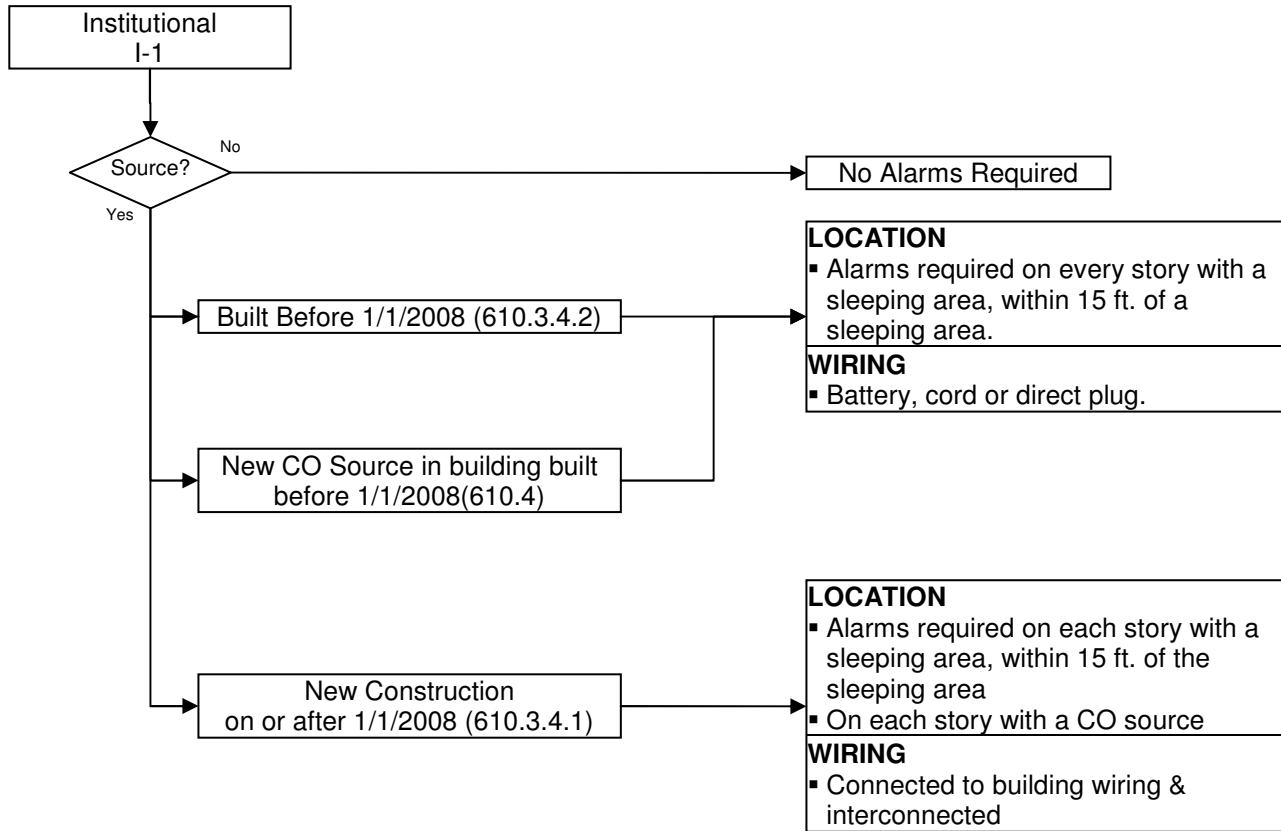 Institutional
I-1
Source?
No
Yes
No Alarms Required
Built Before 1/1/2008 (610.3.4.2)
LOCATION
▪ Alarms required on every story with a
sleeping area, within 15 ft. of a
sleeping area.
WIRING
▪ Battery, cord or direct plug.
New CO Source in building built
before 1/1/2008(610.4)
New Construction
on or after 1/1/2008 (610.3.4.1)
LOCATION
▪ Alarms required on each story with a
sleeping area, within 15 ft. of the
sleeping area
▪ On each story with a CO source
WIRING
▪ Connected to building wiring &
interconnected